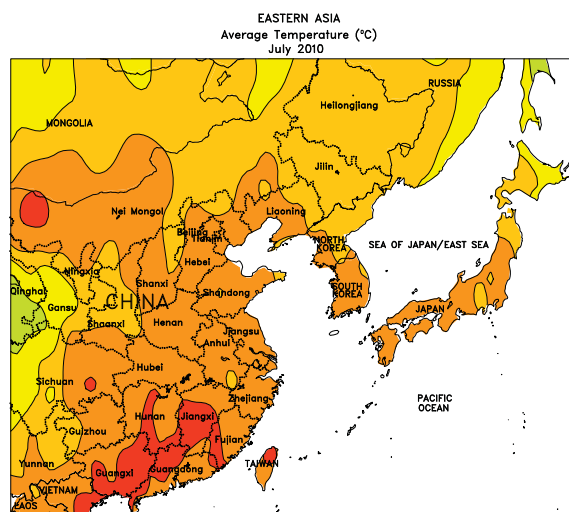 EASTERN ASIA
Average Temperature (°C)
July 2010
RUSSIA
Heilongjiang
MONGOLIA
Jilin
Nei Mongol
Liaoning
Beijing
Tianjin
NORTH
KOREA
SEA OF JAPAN/EAST SEA
Hebei
Ningxia
Qinghai
Shanxi
SOUTH
KOREA
Gansu
CHINA
Shandong
JAPAN
Shaanxi
Henan
Jiangsu
Anhui
Hubei
Sichuan
Zhejiang
PACIFIC
OCEAN
Hunan
Jiangxi
Guizhou
Fujian
Yunnan
Guangxi
Guangdong
TAIWAN
VIETNAM
LAOS